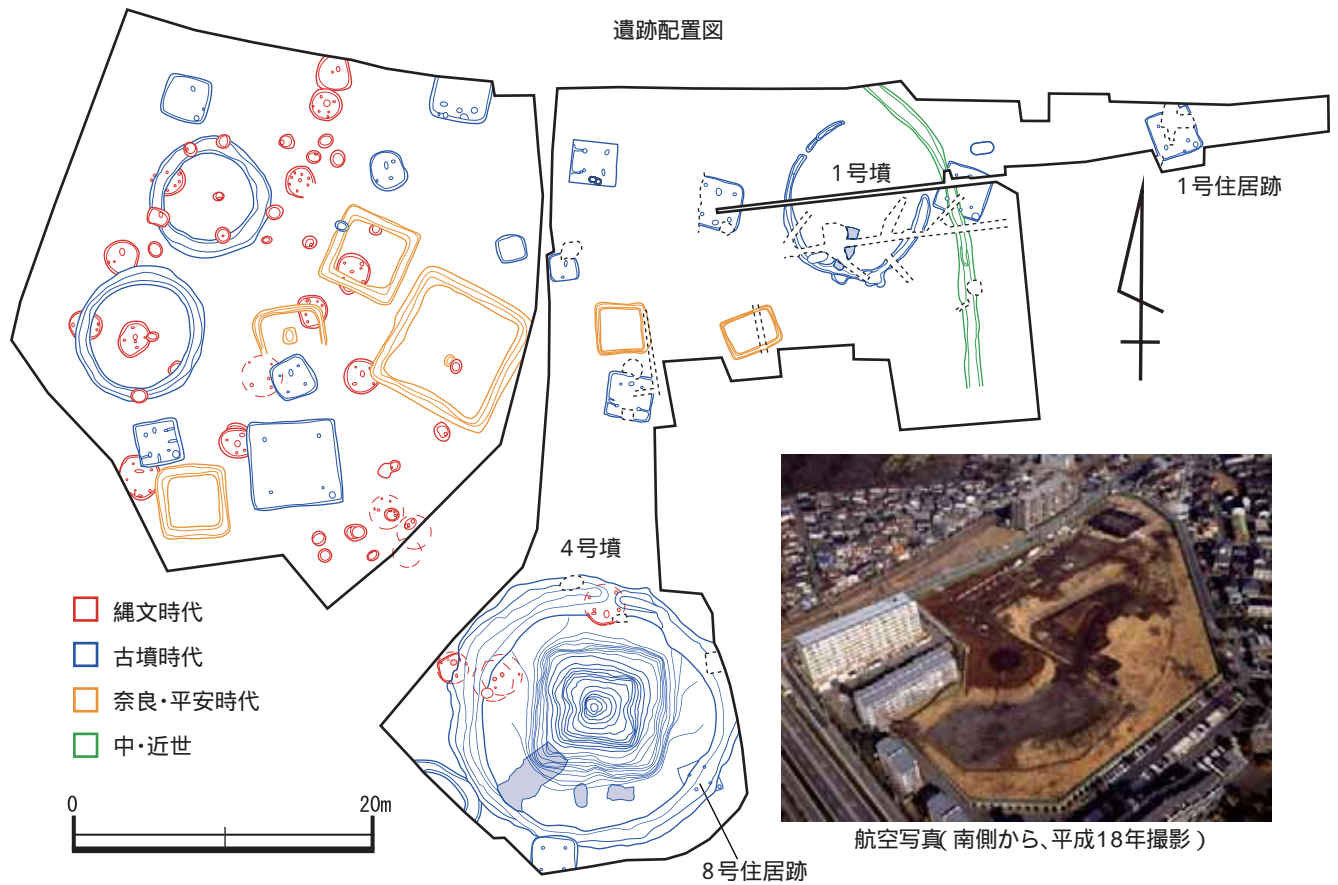 遺跡配置図
1号墳
1号住居跡
4号墳
縄文時代
古墳時代
奈良・平安時代
中・近世
0 20m
8号住居跡
航空写真(南側から、平成18年撮影)